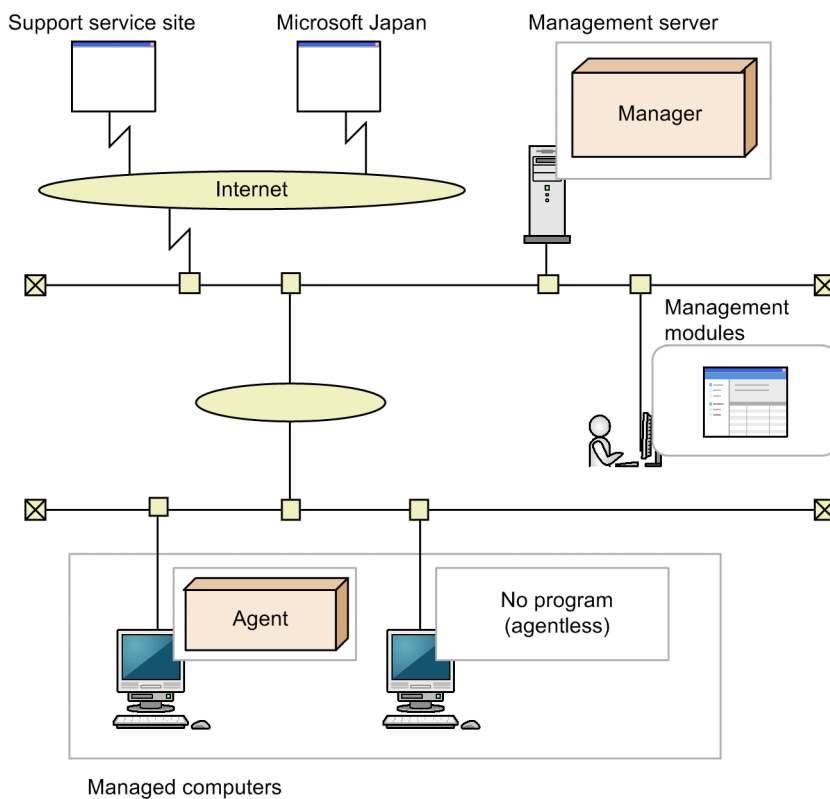 Support service site
Microsoft Japan
Management server
Manager
Internet
Management
modules
Agent
No program
(agentless)
Managed computers